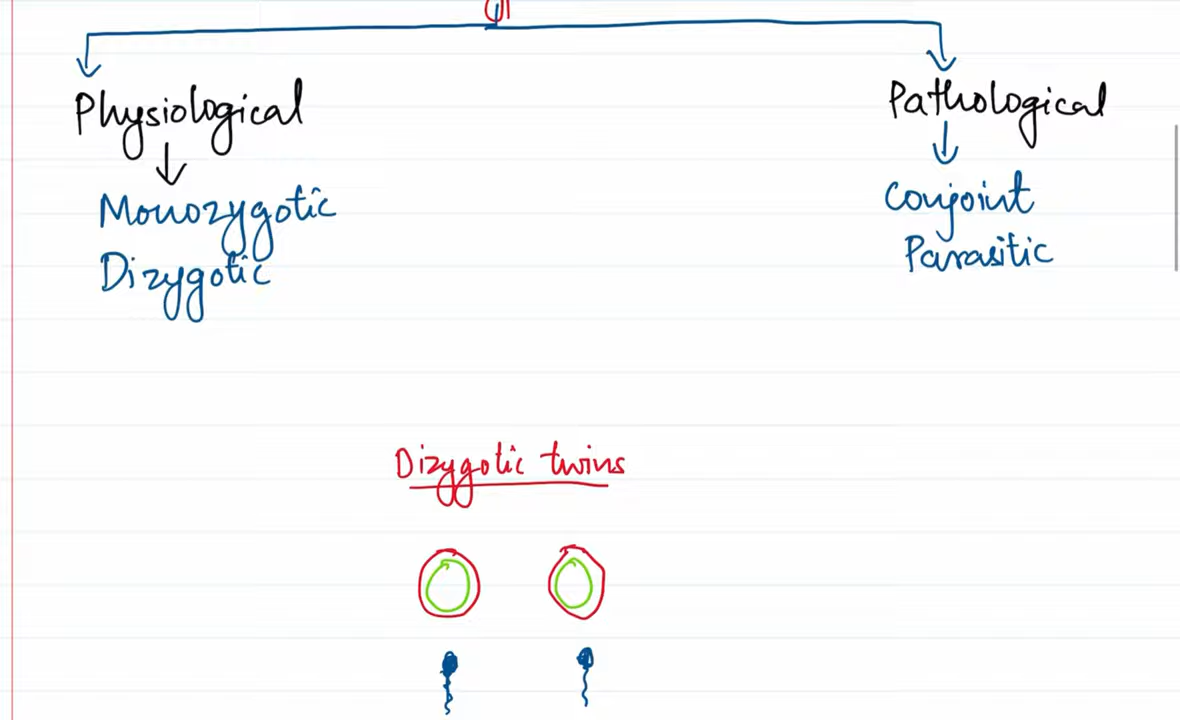 Physiological
Pathological
Monozygotic
Dizygotic
Conjoint
Parasitic
Dizygotic twins